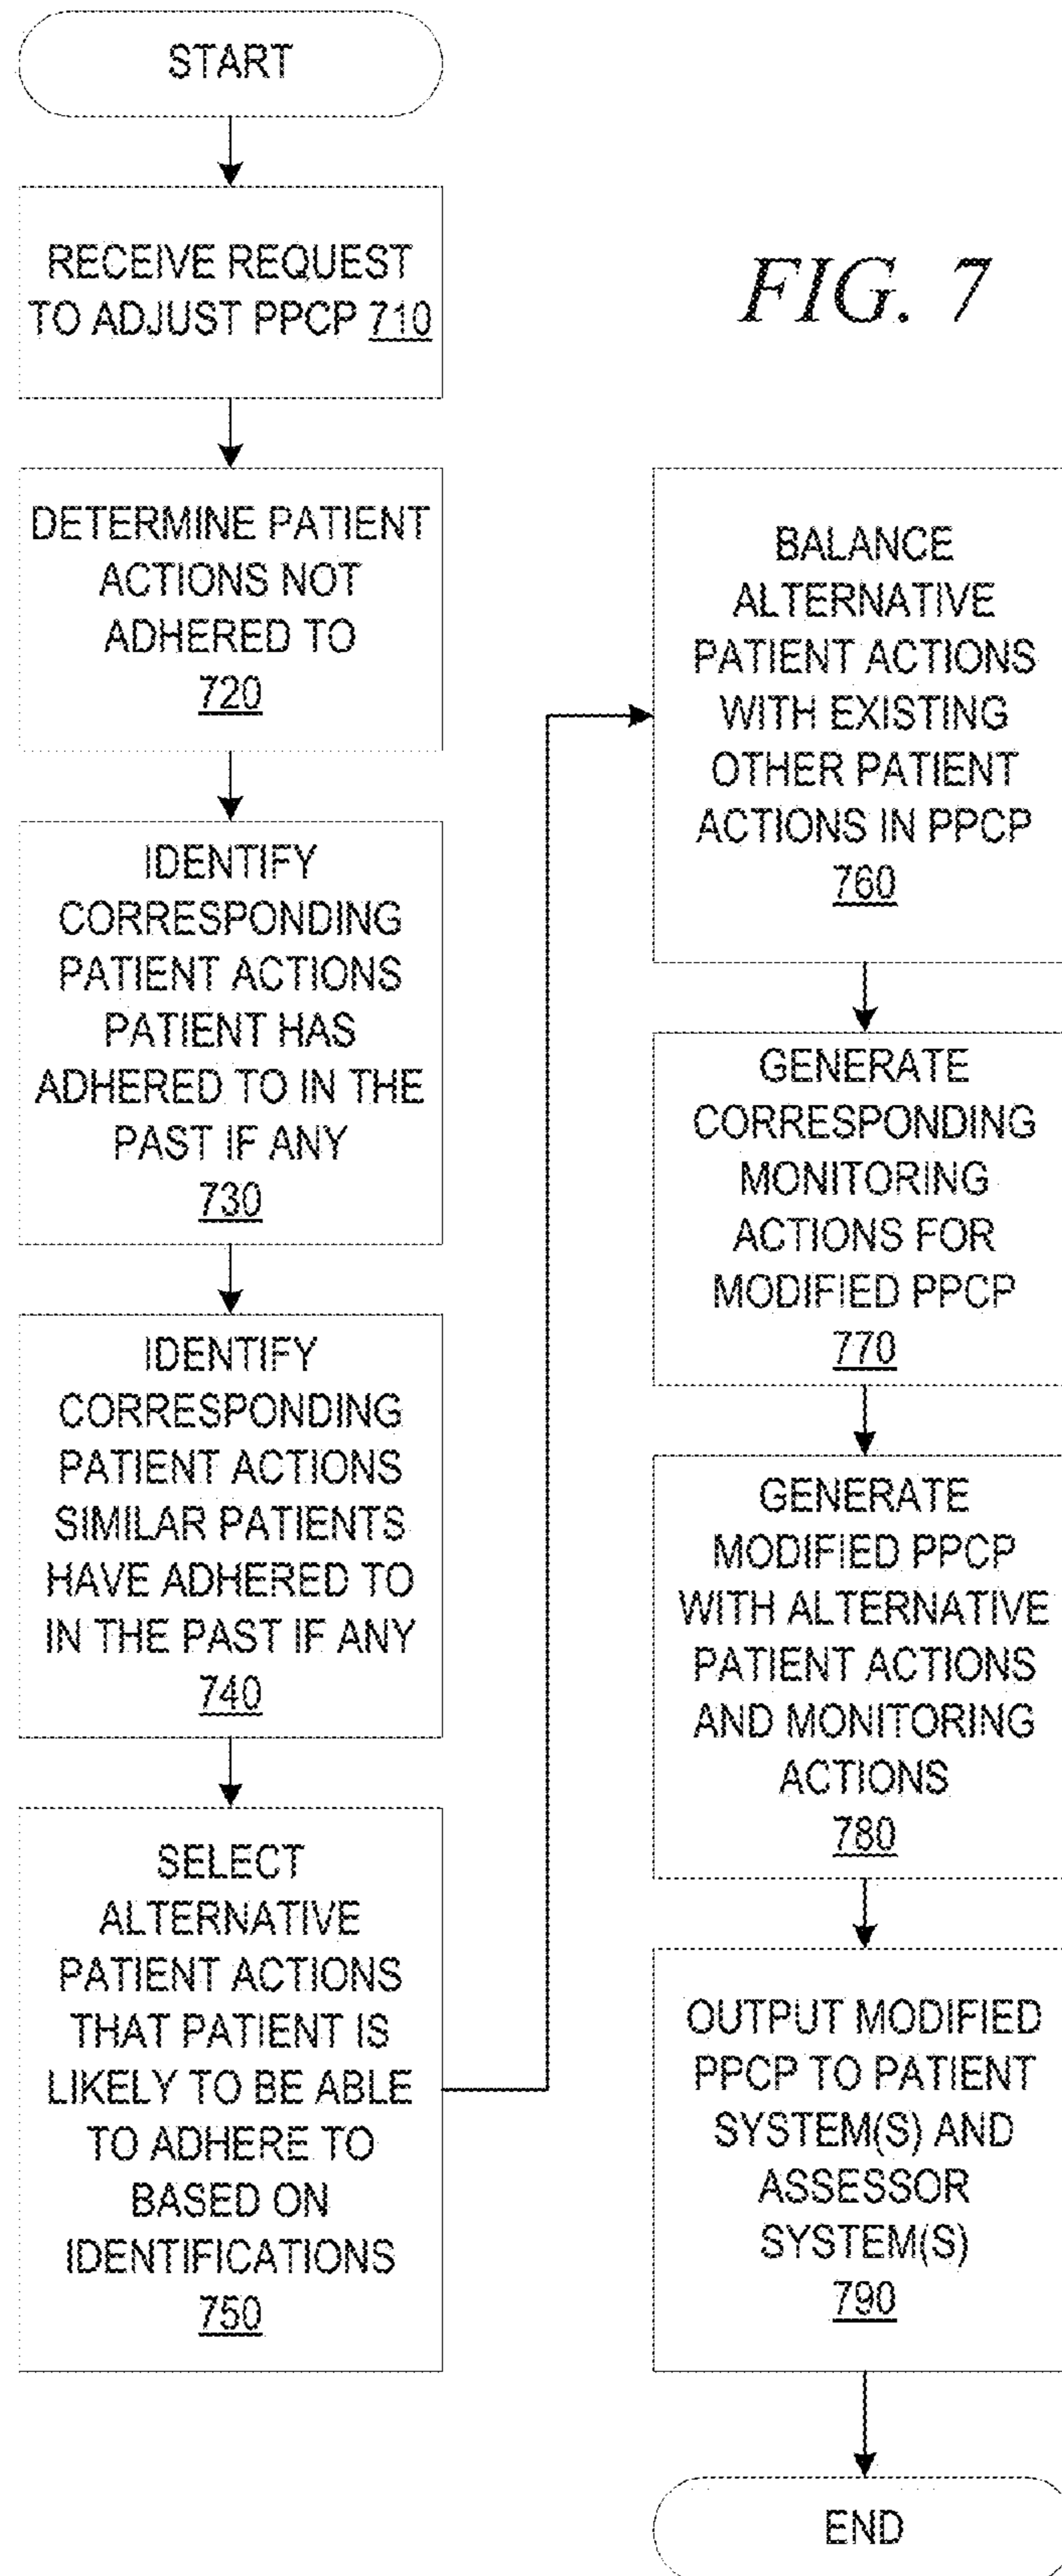 START
RECEIVE REQUEST
TO ADJUST PPCP 710
DETERMINE PATIENT
ACTIONS NOT
ADHERED TO
720
IDENTIFY
CORRESPONDING
PATIENT ACTIONS
PATIENT HAS
ADHERED TO IN THE
PAST IF ANY
730
IDENTIFY
CORRESPONDING
PATIENT ACTIONS
SIMILAR PATIENTS
HAVE ADHERED TO
IN THE PAST IF ANY
740
SELECT
ALTERNATIVE
PATIENT ACTIONS
THAT PATIENT IS
LIKELY TO BE ABLE
TO ADHERE TO
BASED ON
IDENTIFICATIONS
750
FIG. 7
BALANCE
ALTERNATIVE
PATIENT ACTIONS
WITH EXISTING
OTHER PATIENT
ACTIONS IN PPCP
760
GENERATE
CORRESPONDING
MONITORING
ACTIONS FOR
MODIFIED PPCP
770
GENERATE
MODIFIED PPCP
WITH ALTERNATIVE
PATIENT ACTIONS
AND MONITORING
ACTIONS
780
OUTPUT MODIFIED
PPCP TO PATIENT
SYSTEM(S) AND
ASSESSOR
SYSTEM(S)
790
END